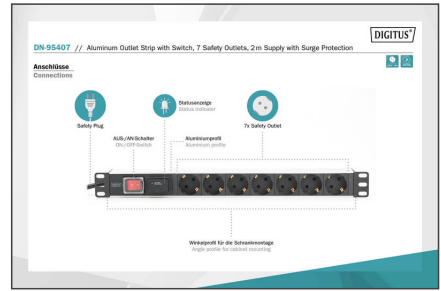 DIGITUS®
DN-95407 // Aluminum Outlet Strip with Switch, 7 Safety Outlets, 2m Supply with Surge Protection
Anschlüsse
Connections
Statusanzeige
Status indicator
Safety Plug
7x Safety Outlet
AUS-/AN-Schalter
ON-/OFF-Switch
Aluminiumprofil
Aluminium profile
Winkelprofil für die Schrankmontage
Angle profile for cabinet mounting